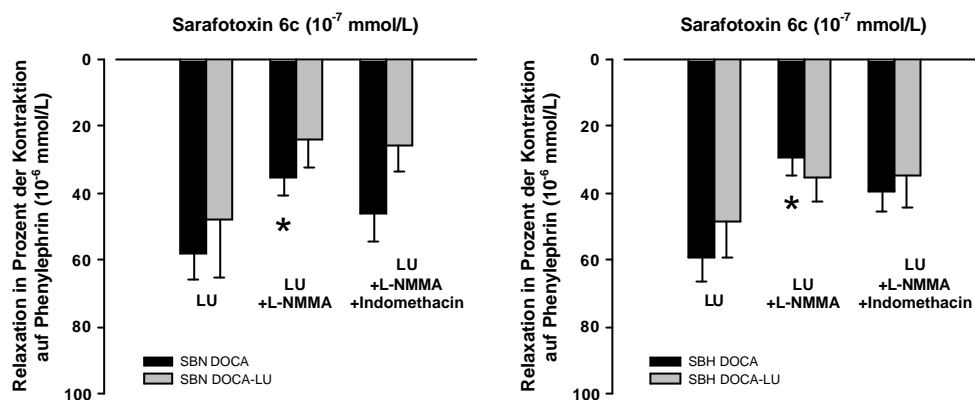 Sarafotoxin 6c (10⁻⁷ mmol/L)
Relaxation in Prozent der Kontraktion
auf Phenylephrin (10⁻⁶ mmol/L)
0
20
40
60
80
100
*
LU
LU
+L-NMMA
LU
+L-NMMA
+Indomethacin
SBN DOCA
SBN DOCA-LU
Sarafotoxin 6c (10⁻⁷ mmol/L)
Relaxation in Prozent der Kontraktion
auf Phenylephrin (10⁻⁶ mmol/L)
0
20
40
60
80
100
*
LU
LU
+L-NMMA
LU
+L-NMMA
+Indomethacin
SBH DOCA
SBH DOCA-LU